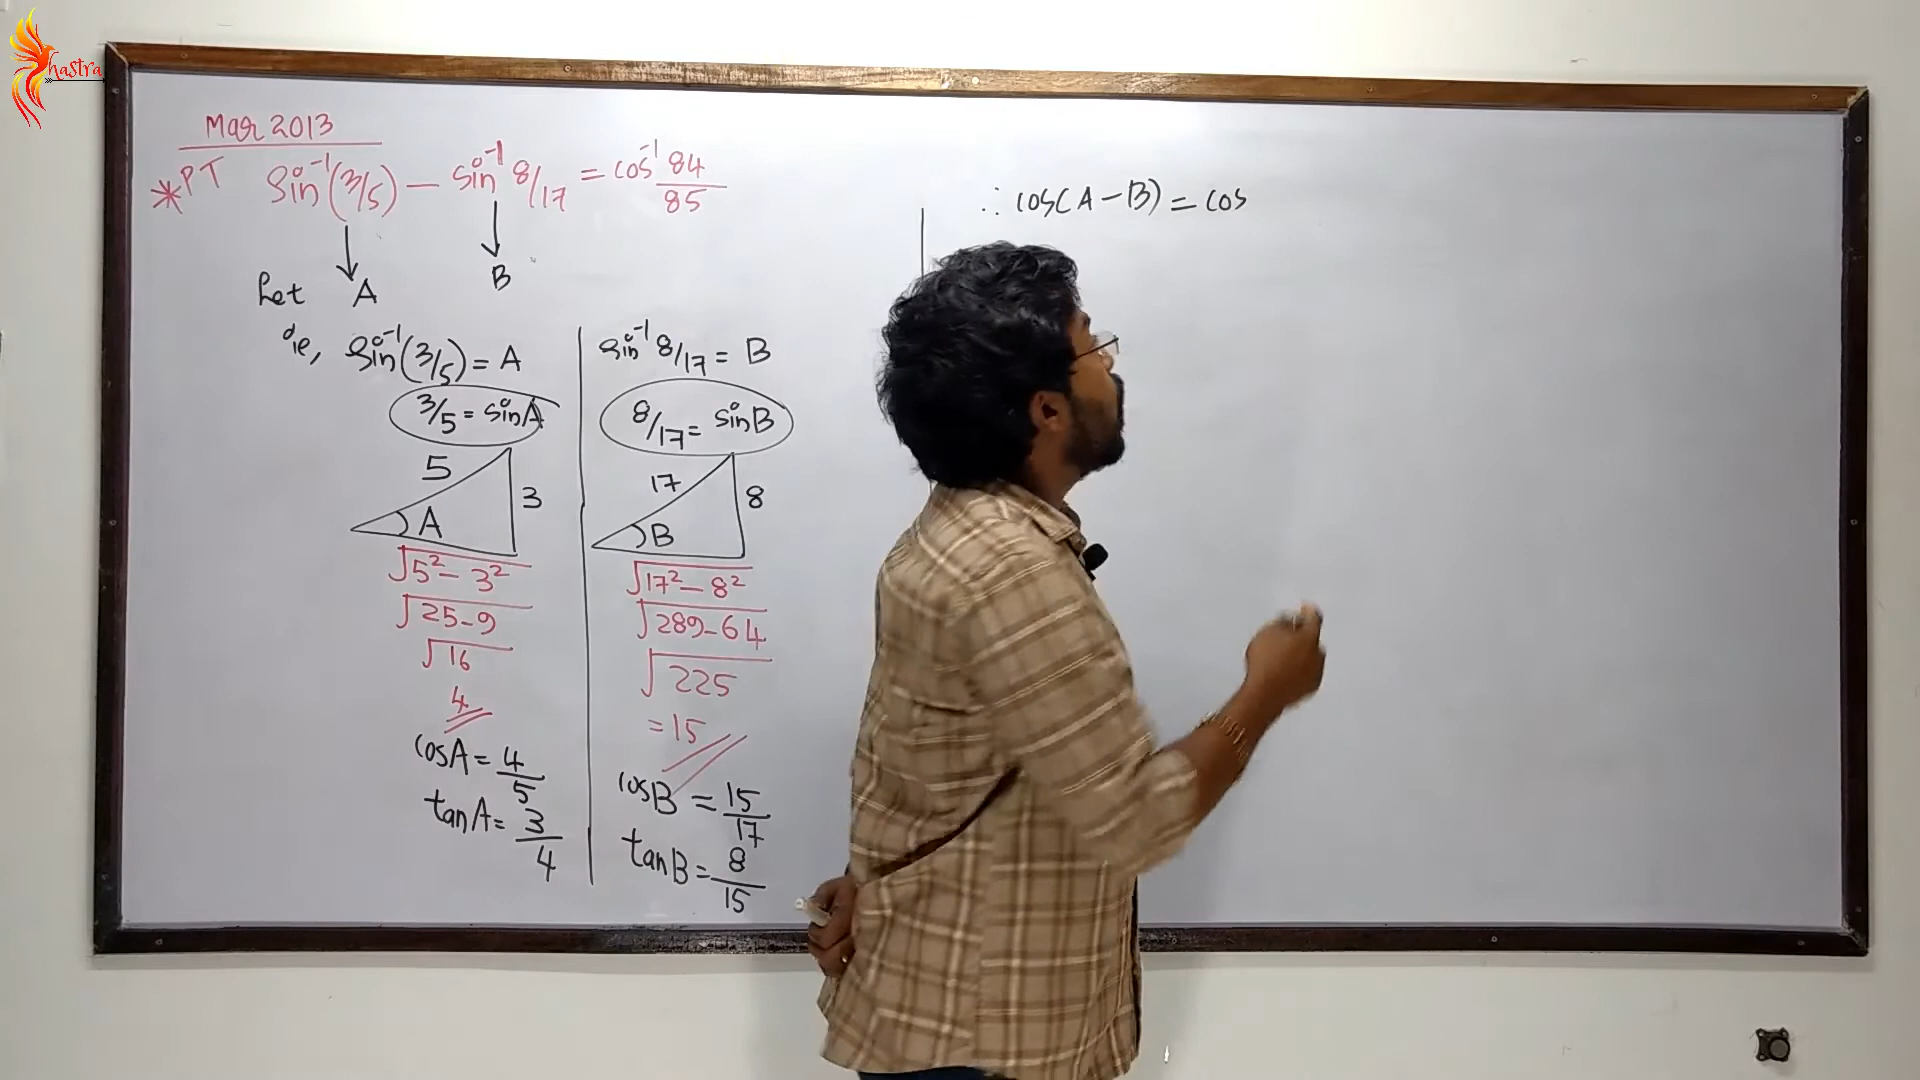 hastra
Mar 2013
*PT sin⁻¹(3/5) – sin⁻¹ 8/17 = cos⁻¹ 84/85
Let A B
ie, sin⁻¹(3/5) = A
3/5 = sinA
5
3
A
√5² – 3²
√25-9
√16
4
cosA = 4/5
tanA = 3/4
sin⁻¹ 8/17 = B
8/17 = sinB
17
8
B
√17² – 8²
√289-64
√225
=15
cosB = 15/17
tanB = 8/15
∴ cos(A – B) = cos